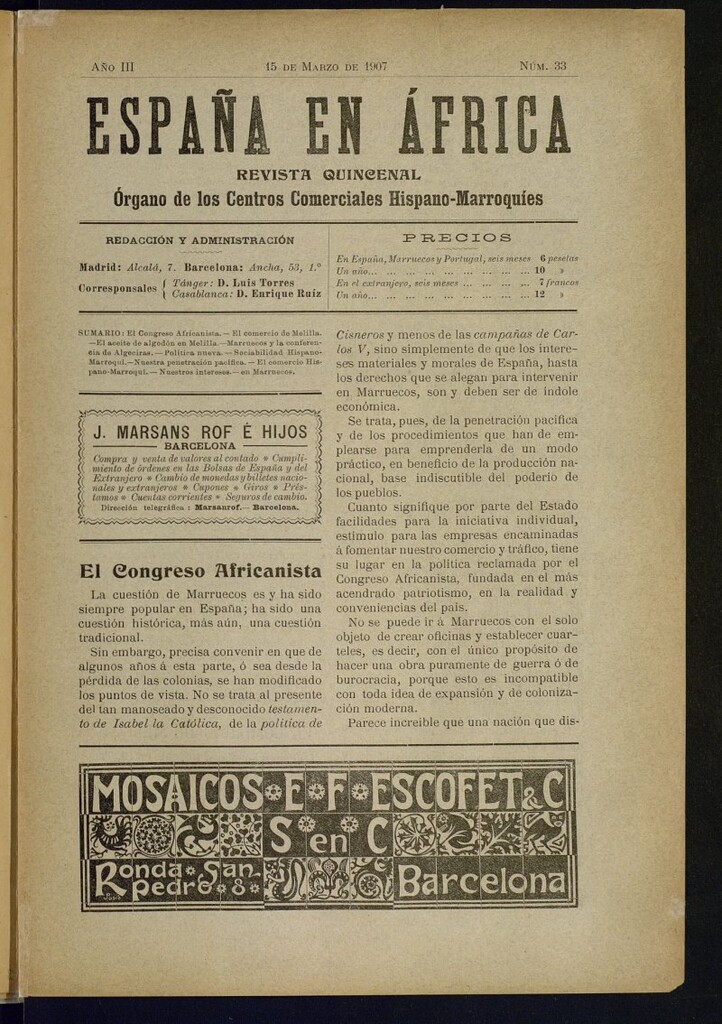 AÑO III 15 DE MARZO DE 1907 NÚM. 33
ESPAÑA EN ÁFRICA
REVISTA QUINCENAL
Órgano de los Centros Comerciales Hispano-Marroquíes
REDACCIÓN Y ADMINISTRACIÓN
Madrid: Alcalá, 7. Barcelona: Ancha, 53, 1.º
Corresponsales { Tánger: D. Luis Torres
Casablanca: D. Enrique Ruíz
PRECIOS
En España, Marruecos y Portugal, seis meses 6 pesetas
Un año... ... ... ... ... ... ... ... ... 10 »
En el extranjero, seis meses ... ... ... ... 7 francos
Un año... ... ... ... ... ... ... ... ... 12 »
SUMARIO: El Congreso Africanista. — El comercio de Melilla.
—El aceite de algodón en Melilla.—Marruecos y la conferen-
cia de Algeciras. — Política nueva. — Sociabilidad Hispano-
Marroquí.—Nuestra penetración pacífica. — El comercio His-
pano-Marroquí. — Nuestros intereses.— en Marruecos.
J. MARSANS ROF É HIJOS
BARCELONA
Compra y venta de valores al contado * Cumpli-
miento de órdenes en las Bolsas de España y del
Extranjero * Cambio de monedas y billetes nacio-
nales y extranjeros * Cupones * Giros * Prés-
tamos * Cuentas corrientes * Seguros de cambio.
Dirección telegráfica: Marsanrof.— Barcelona.
El Congreso Africanista
La cuestión de Marruecos es y ha sido
siempre popular en España; ha sido una
cuestión histórica, más aún, una cuestión
tradicional.
Sin embargo, precisa convenir en que de
algunos años á esta parte, ó sea desde la
pérdida de las colonias, se han modificado
los puntos de vista. No se trata al presente
del tan manoseado y desconocido testamen-
to de Isabel la Católica, de la política de
Cisneros y menos de las campañas de Car-
los V, sino simplemente de que los intere-
ses materiales y morales de España, hasta
los derechos que se alegan para intervenir
en Marruecos, son y deben ser de índole
económica.
Se trata, pues, de la penetración pacífica
y de los procedimientos que han de em-
plearse para emprenderla de un modo
práctico, en beneficio de la producción na-
cional, base indiscutible del poderío de
los pueblos.
Cuanto signifique por parte del Estado
facilidades para la iniciativa individual,
estímulo para las empresas encaminadas
á fomentar nuestro comercio y tráfico, tiene
su lugar en la política reclamada por el
Congreso Africanista, fundada en el más
acendrado patriotismo, en la realidad y
conveniencias del país.
No se puede ir á Marruecos con el solo
objeto de crear oficinas y establecer cuar-
teles, es decir, con el único propósito de
hacer una obra puramente de guerra ó de
burocracia, porque esto es incompatible
con toda idea de expansión y de coloniza-
ción moderna.
Parece increíble que una nación que dis-
MOSAICOS E F ESCOFET & C
S en C
Ronda San Pedro 8 Barcelona